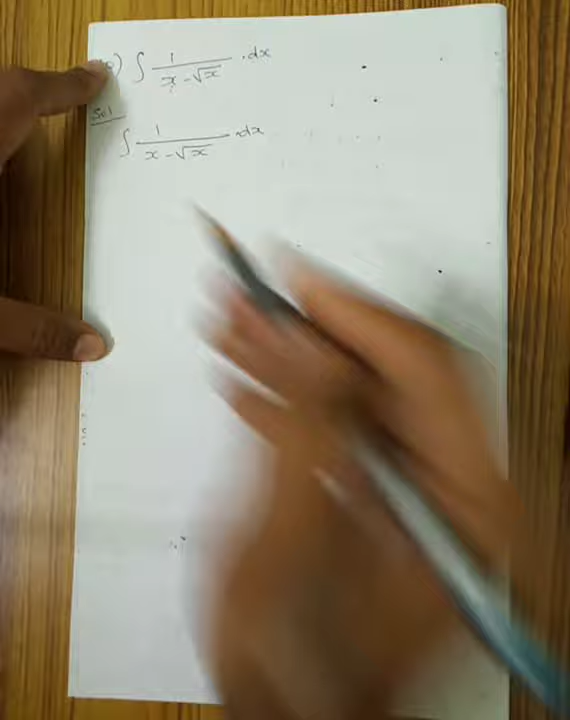 ∫ 1/(x - √x) . dx
Sol
∫ 1/(x - √x) . dx